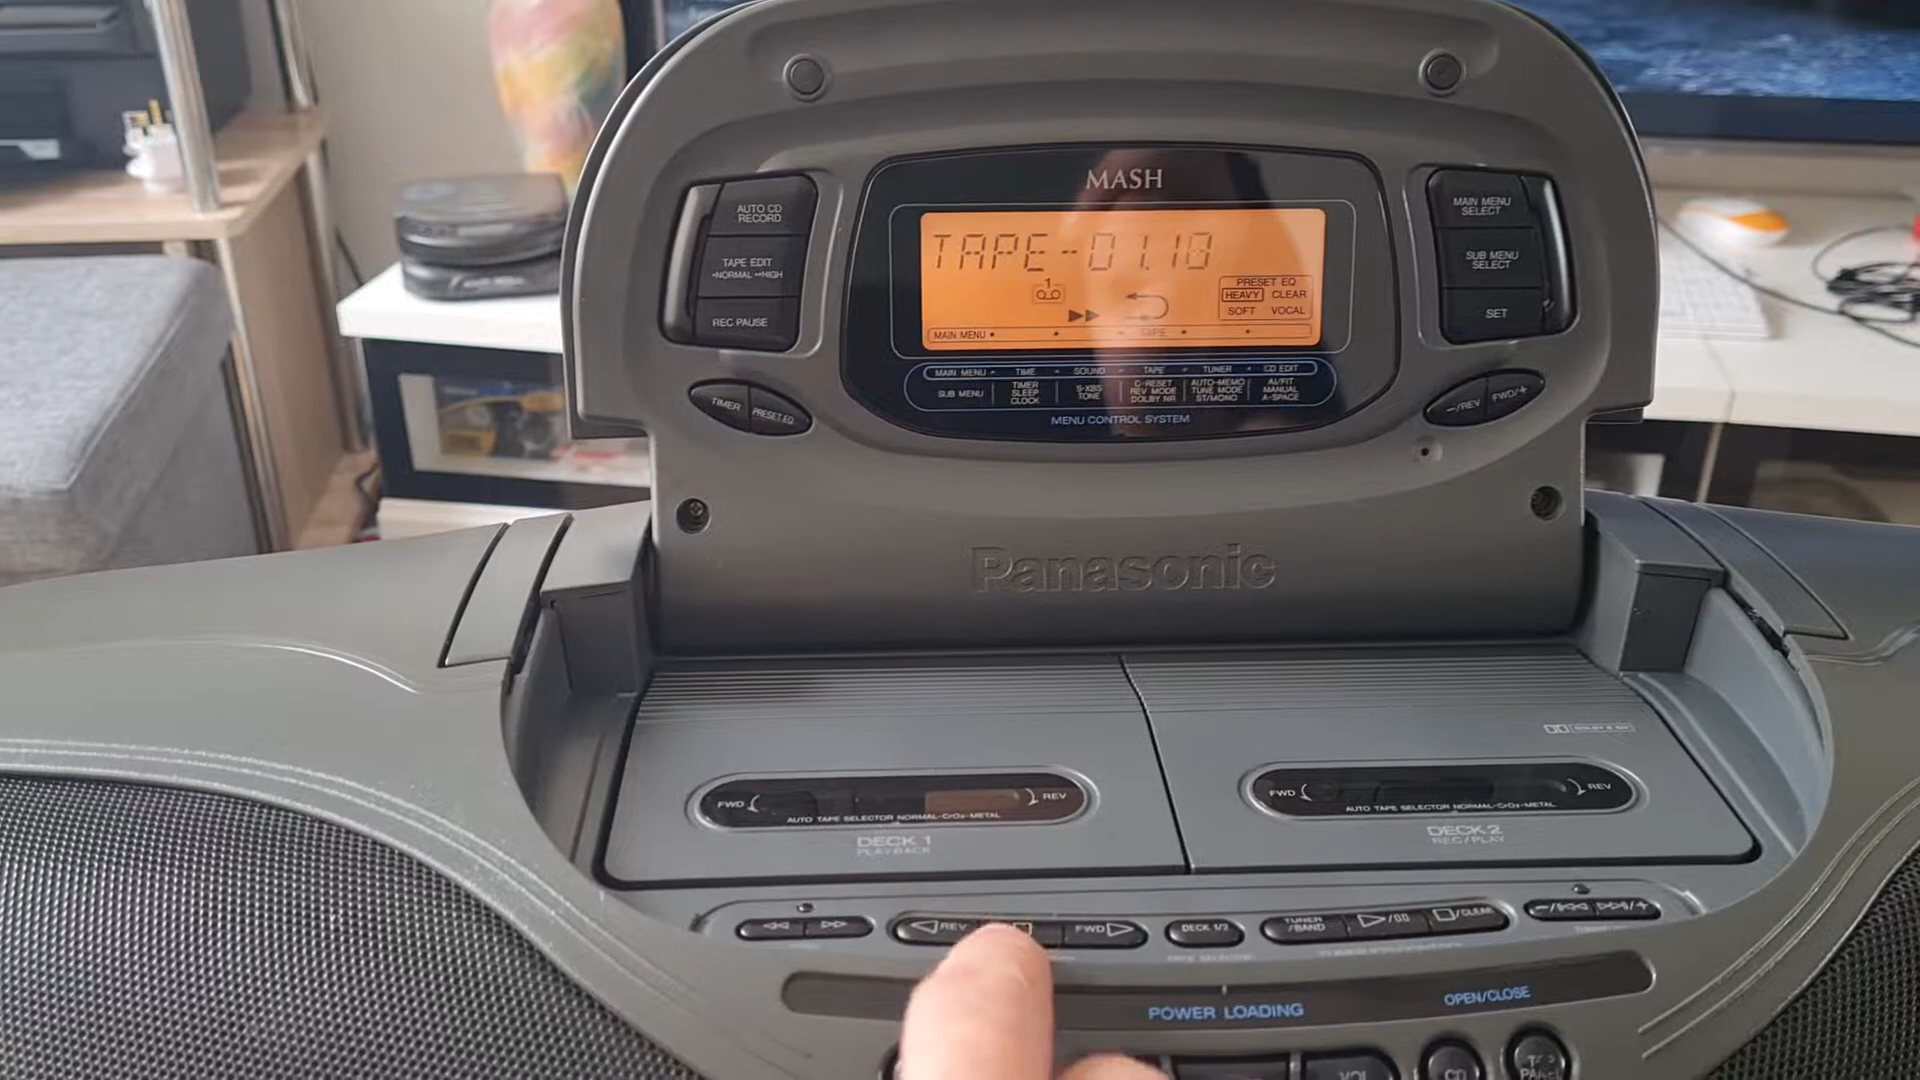 MASH
AUTO CD
RECORD
TAPE EDIT
•NORMAL ••HIGH
REC PAUSE
TIMER
PRESET EQ
TAPE-01.18
1
PRESET EQ
HEAVY CLEAR
SOFT VOCAL
MAIN MENU •
TAPE
MAIN MENU – TIME – SOUND – TAPE – TUNER – CD EDIT
SUB MENU
TIMER
SLEEP
CLOCK
S-XBS
TONE
C-RESET
REV MODE
DOLBY NR
AUTO-MEMO
TUNE MODE
ST/MONO
AI/FIT
MANUAL
A-SPACE
MENU CONTROL SYSTEM
MAIN MENU
SELECT
SUB MENU
SELECT
SET
–/REV
FWD/+
Panasonic
FWD
REV
AUTO TAPE SELECTOR NORMAL-CrO₂-METAL
DECK 1
PLAYBACK
FWD
REV
AUTO TAPE SELECTOR NORMAL-CrO₂-METAL
DECK 2
REC/PLAY
REV
FWD
DECK 1/2
TUNER
/BAND
/CLEAR
POWER LOADING
OPEN/CLOSE
VOL
CD